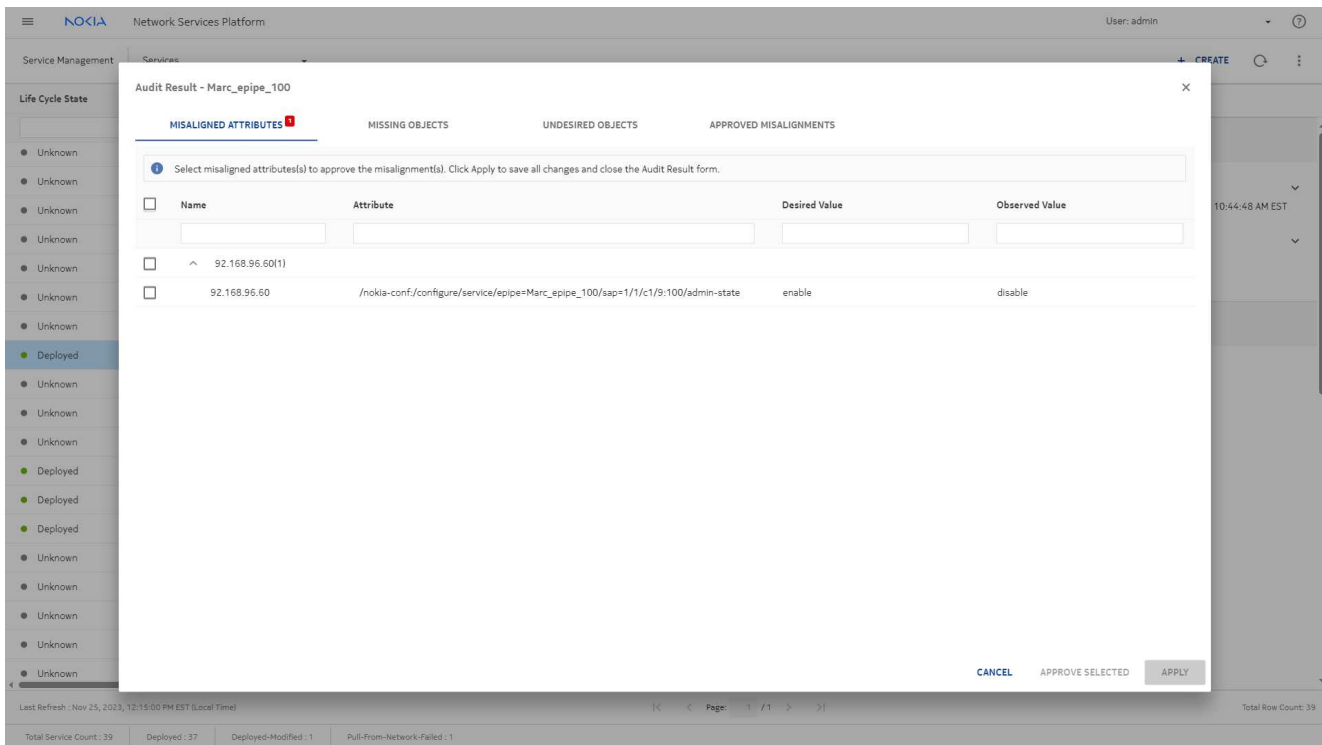 NOKIA Network Services Platform User: admin
Service Management Services + CREATE
Audit Result - Marc_epipe_100
Life Cycle State
MISALIGNED ATTRIBUTES 1 MISSING OBJECTS UNDESIRED OBJECTS APPROVED MISALIGNMENTS
Unknown
Select misaligned attributes(s) to approve the misalignment(s). Click Apply to save all changes and close the Audit Result form.
Unknown
Name Attribute Desired Value Observed Value
Unknown 10:44:48 AM EST
Unknown
92.168.96.60(1)
Unknown
92.168.96.60 /nokia-conf:/configure/service/epipe=Marc_epipe_100/sap=1/1/c1/9:100/admin-state enable disable
Unknown
Unknown
Deployed
Unknown
Unknown
Unknown
Deployed
Deployed
Deployed
Unknown
Unknown
Unknown
Unknown
Unknown
CANCEL APPROVE SELECTED APPLY
Last Refresh : Nov 25, 2023, 12:15:00 PM EST (Local Time) Page: 1 / 1 Total Row Count: 39
Total Service Count : 39 Deployed : 37 Deployed-Modified : 1 Pull-From-Network-Failed : 1